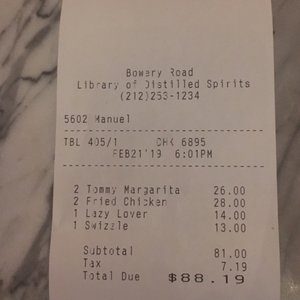 Bowery Road
Library of Distilled Spirits
(212)253-1234
5602 Manuel
TBL 405/1 CHK 6895
FEB21'19 6:01PM
2 Tommy Margarita 26.00
2 Fried Chicken 28.00
1 Lazy Lover 14.00
1 Swizzle 13.00
Subtotal 81.00
Tax 7.19
Total Due $88.19